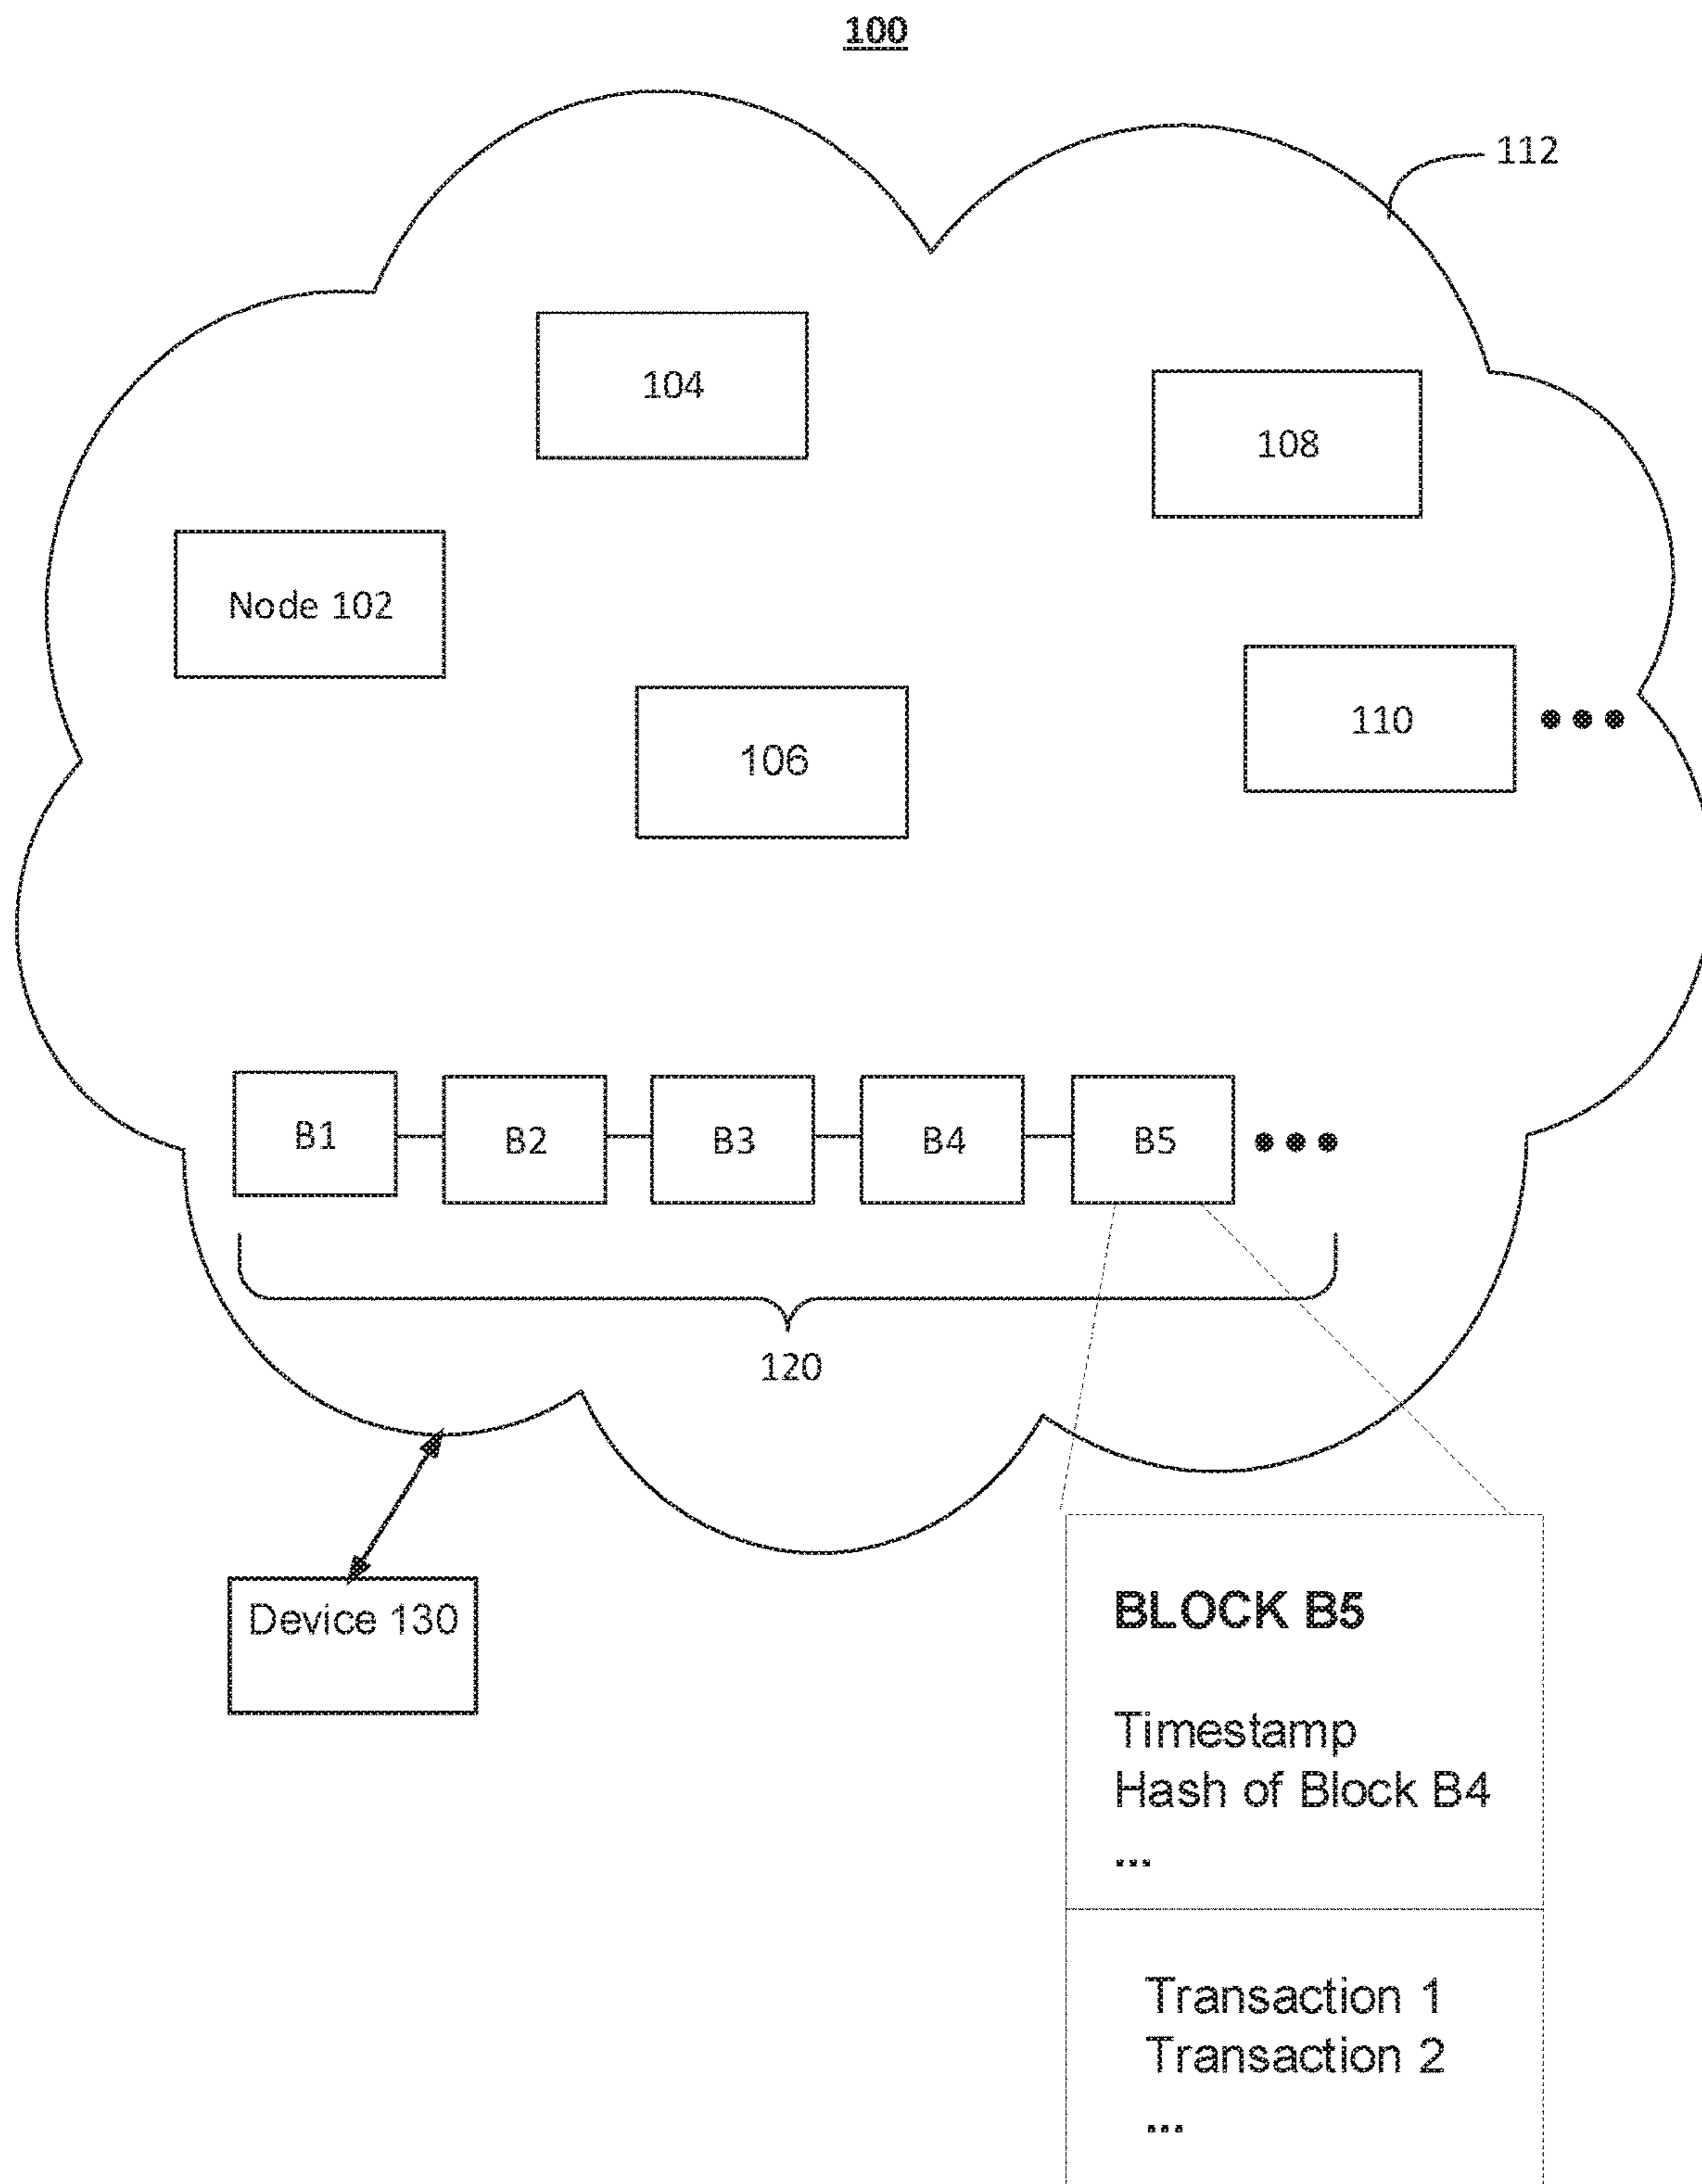 100
112
104
108
Node 102
110
106
B1
B2
B3
B4
B5
120
Device 130
BLOCK B5
Timestamp
Hash of Block B4
...
Transaction 1
Transaction 2
...